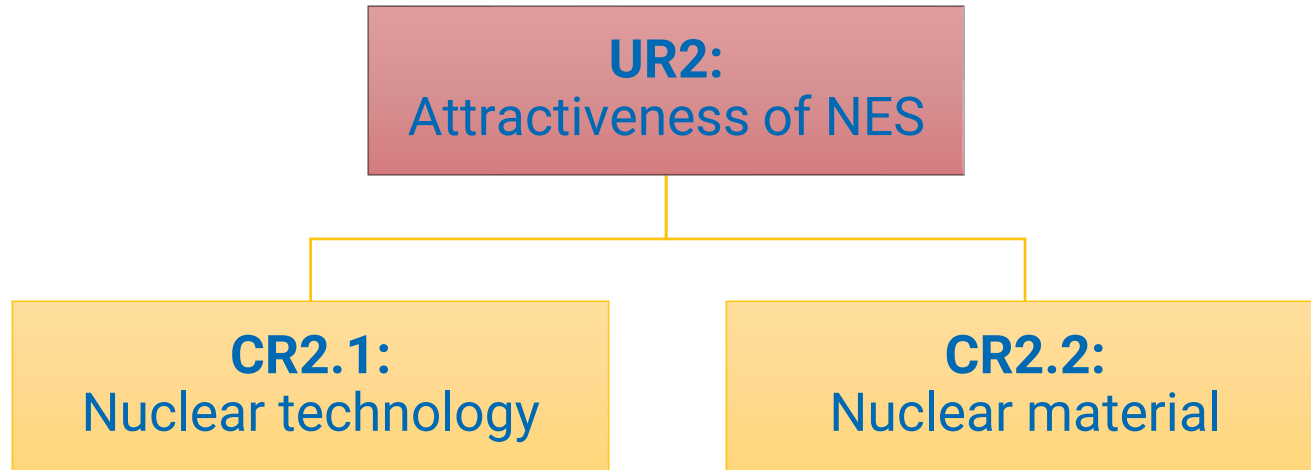 UR2:
Attractiveness of NES
CR2.1:
Nuclear technology
CR2.2:
Nuclear material